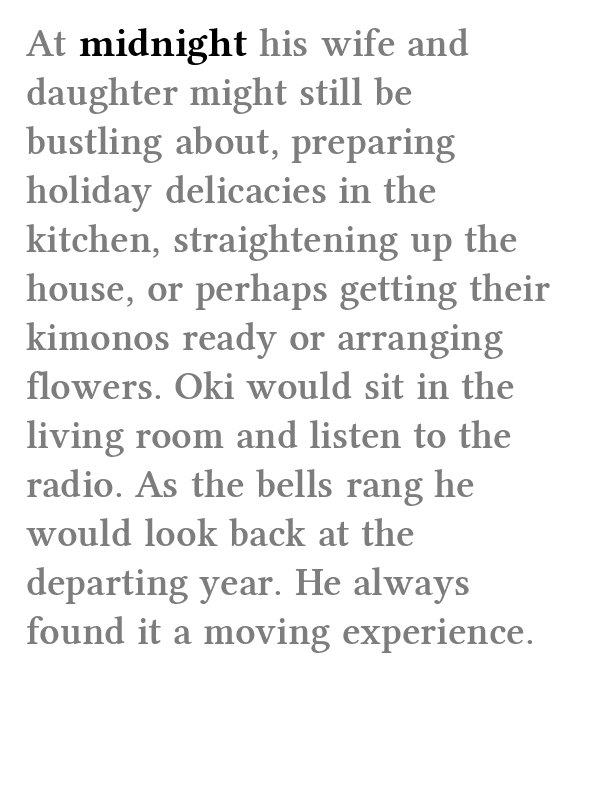 At midnight his wife and
daughter might still be
bustling about, preparing
holiday delicacies in the
kitchen, straightening up the
house, or perhaps getting their
kimonos ready or arranging
flowers. Oki would sit in the
living room and listen to the
radio. As the bells rang he
would look back at the
departing year. He always
found it a moving experience.